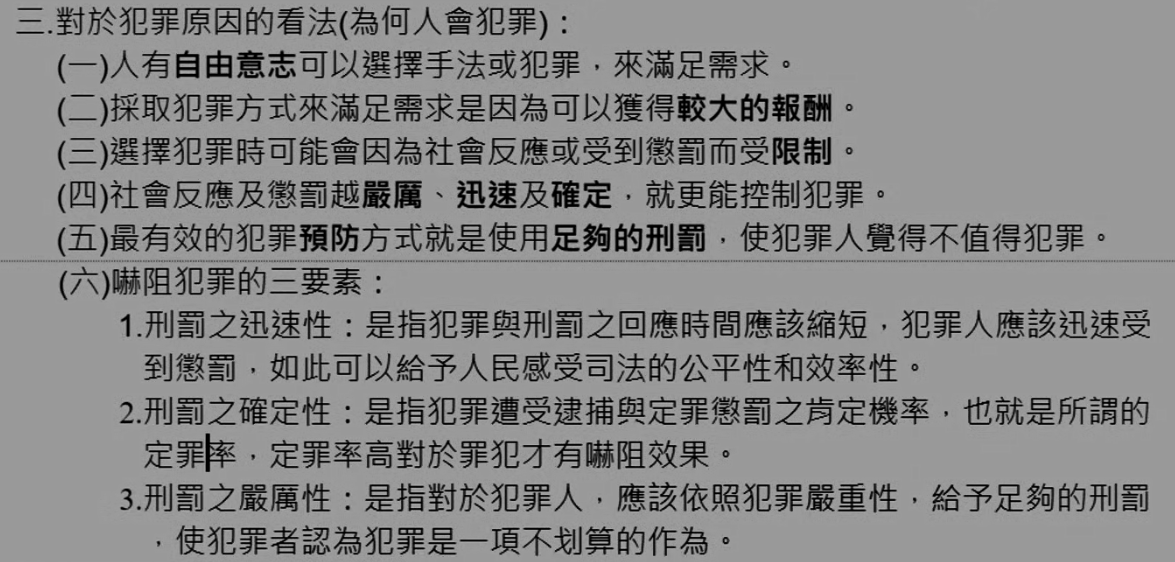 三.對於犯罪原因的看法(為何人會犯罪)：
(一)人有自由意志可以選擇手法或犯罪，來滿足需求。
(二)採取犯罪方式來滿足需求是因為可以獲得較大的報酬。
(三)選擇犯罪時可能會因為社會反應或受到懲罰而受限制。
(四)社會反應及懲罰越嚴厲、迅速及確定，就更能控制犯罪。
(五)最有效的犯罪預防方式就是使用足夠的刑罰，使犯罪人覺得不值得犯罪。
(六)嚇阻犯罪的三要素：
1.刑罰之迅速性：是指犯罪與刑罰之回應時間應該縮短，犯罪人應該迅速受
到懲罰，如此可以給予人民感受司法的公平性和效率性。
2.刑罰之確定性：是指犯罪遭受逮捕與定罪懲罰之肯定機率，也就是所謂的
定罪率，定罪率高對於罪犯才有嚇阻效果。
3.刑罰之嚴厲性：是指對於犯罪人，應該依照犯罪嚴重性，給予足夠的刑罰
，使犯罪者認為犯罪是一項不划算的作為。